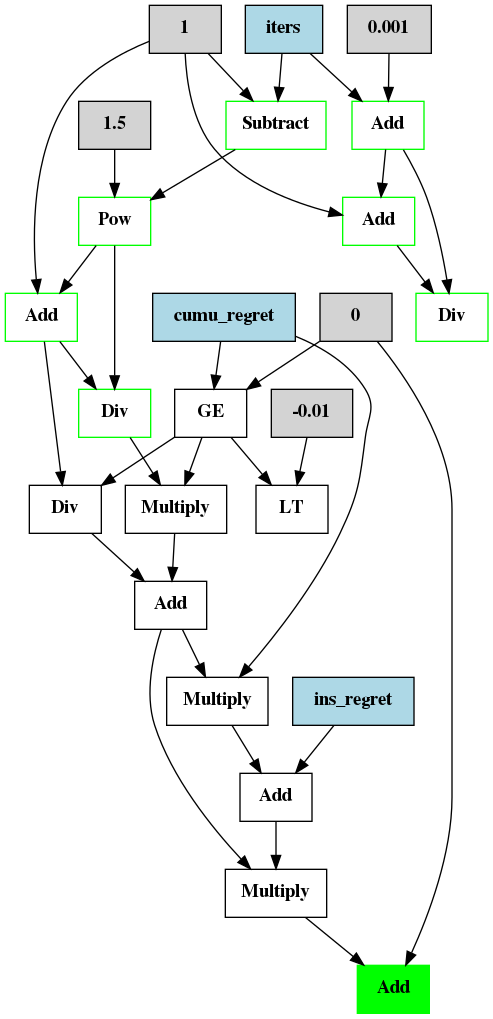 1
iters
0.001
1.5
Subtract
Add
Pow
Add
Add
cumu_regret
0
Div
Div
GE
-0.01
Div
Multiply
LT
Add
Multiply
ins_regret
Add
Multiply
Add